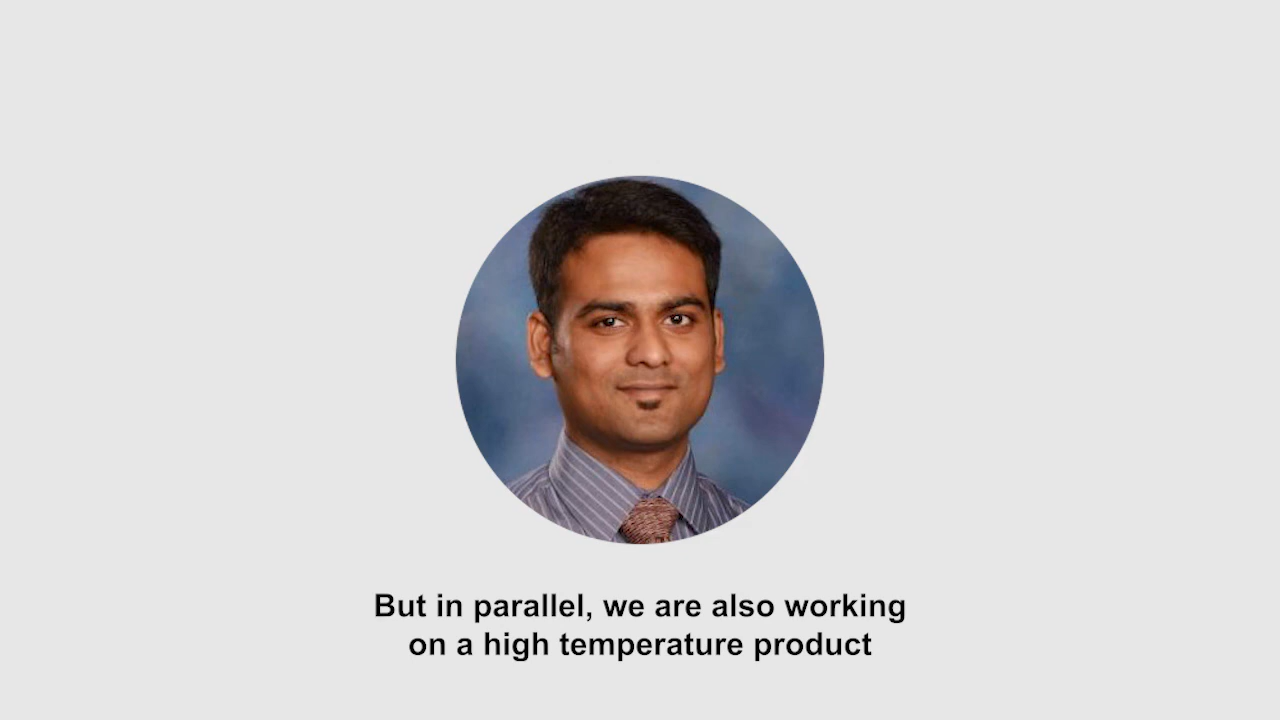 But in parallel, we are also working
on a high temperature product